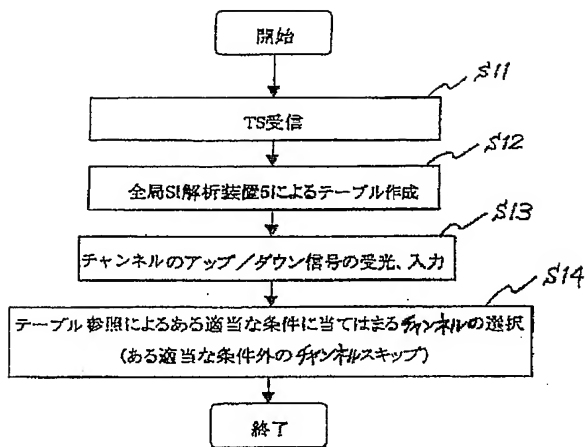 開始
S11
TS受信
S12
全局SI解析装置5によるテーブル作成
S13
チャンネルのアップ/ダウン信号の受光、入力
S14
テーブル参照によるある適当な条件に当てはまるチャンネルの選択
(ある適当な条件外のチャンネルスキップ)
終了